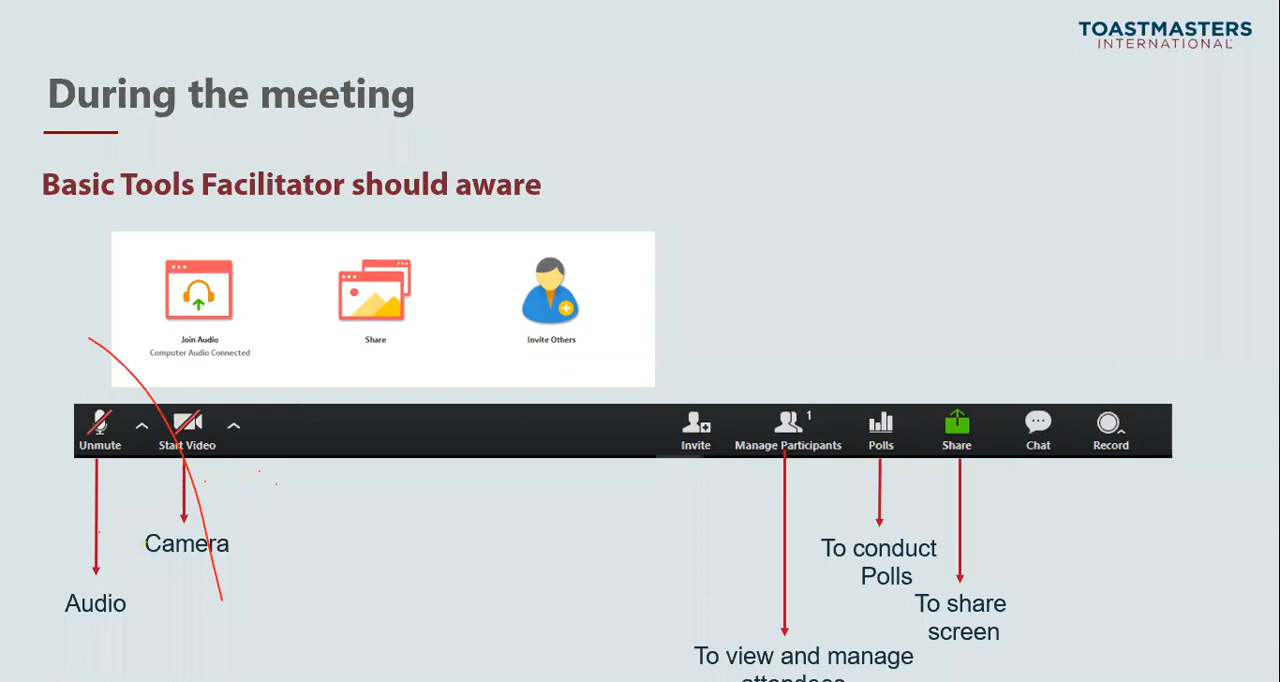 TOASTMASTERS
INTERNATIONAL
During the meeting
Basic Tools Facilitator should aware
Join Audio
Computer Audio Connected
Share
Invite Others
Unmute
Start Video
Invite
1
Manage Participants
Polls
Share
Chat
Record
Camera
Audio
To conduct
Polls
To share
screen
To view and manage
attendees